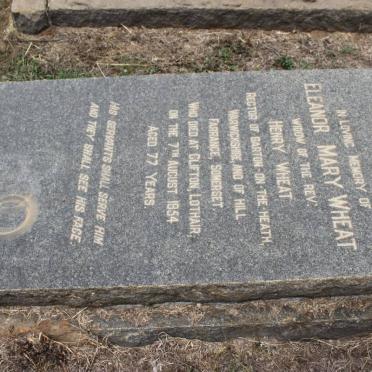 IN LOVING MEMORY OF
ELEANOR MARY WHEAT
WIDOW OF THE REV.
HENRY WHEAT
RECTOR OF BARTON ON THE HEATH,
WARWICKSHIRE AND OF HILL
FARRANCE, SOMERSET.
WHO DIED AT CLIFTON, LOTHAIR.
ON THE 7TH AUGUST 1954
AGED 77 YEARS.
HIS SERVANTS SHALL SERVE HIM
AND THEY SHALL SEE HIS FACE.